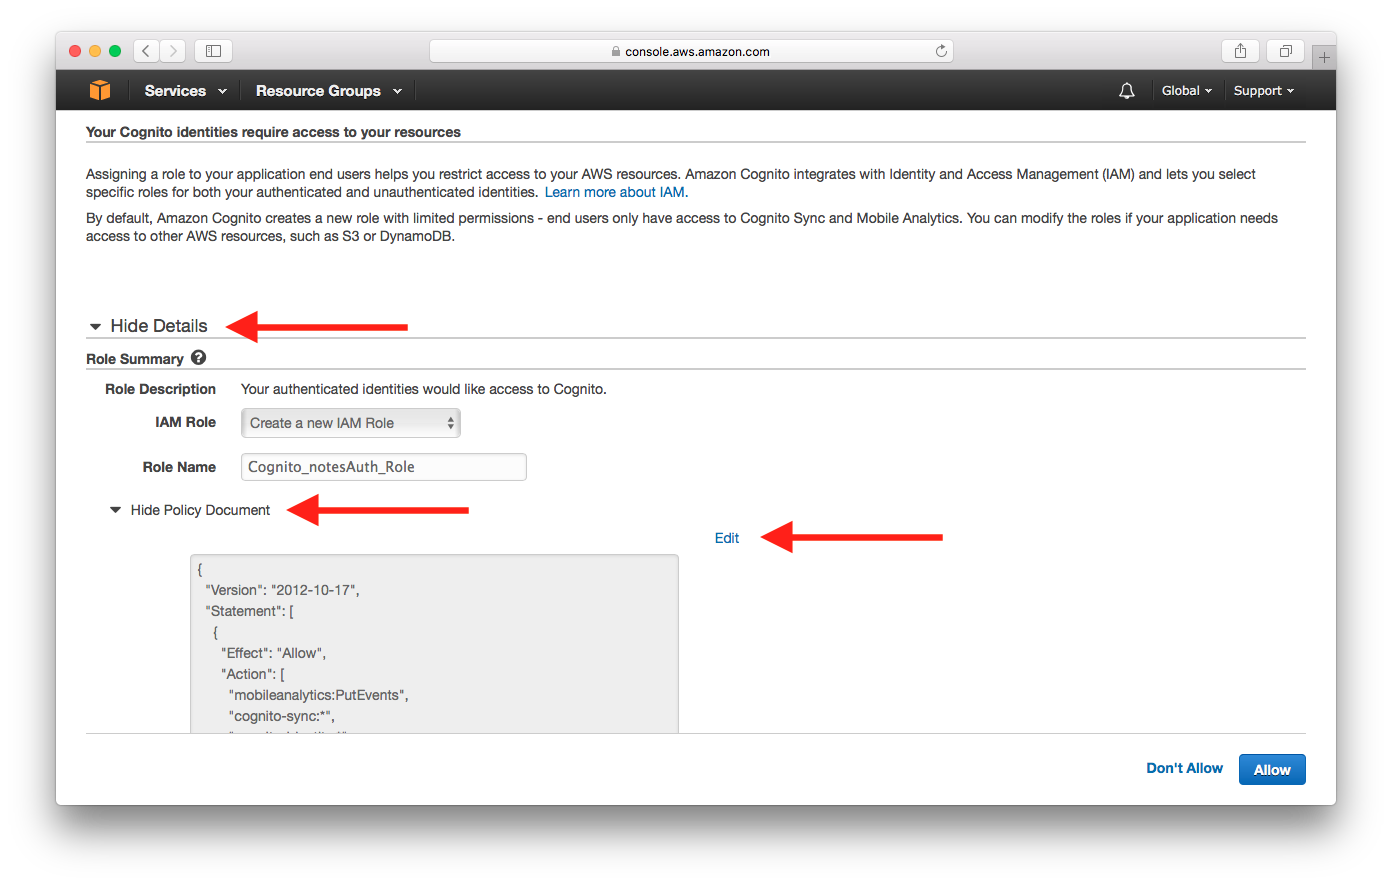 console.aws.amazon.com
Services
Resource Groups
Global
Support
Your Cognito identities require access to your resources
Assigning a role to your application end users helps you restrict access to your AWS resources. Amazon Cognito integrates with Identity and Access Management (IAM) and lets you select
specific roles for both your authenticated and unauthenticated identities. Learn more about IAM.
By default, Amazon Cognito creates a new role with limited permissions - end users only have access to Cognito Sync and Mobile Analytics. You can modify the roles if your application needs
access to other AWS resources, such as S3 or DynamoDB.
Hide Details
Role Summary ?
Role Description Your authenticated identities would like access to Cognito.
IAM Role Create a new IAM Role
Role Name Cognito_notesAuth_Role
Hide Policy Document
Edit
{
"Version": "2012-10-17",
"Statement": [
{
"Effect": "Allow",
"Action": [
"mobileanalytics:PutEvents",
"cognito-sync:*",
Don't Allow
Allow